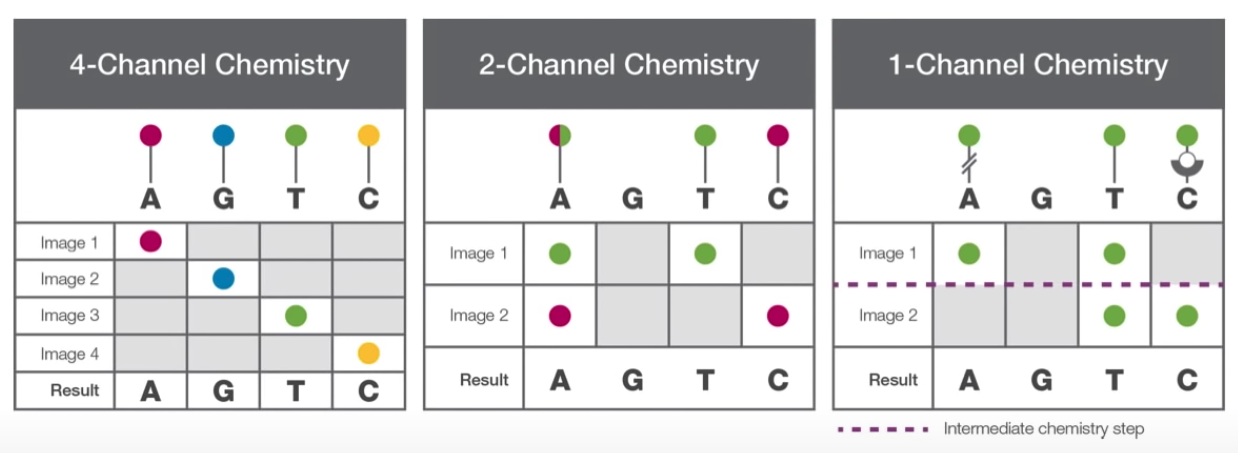 4-Channel Chemistry
A G T C
Image 1
Image 2
Image 3
Image 4
Result A G T C
2-Channel Chemistry
A G T C
Image 1
Image 2
Result A G T C
1-Channel Chemistry
A G T C
Image 1
Image 2
Result A G T C
Intermediate chemistry step